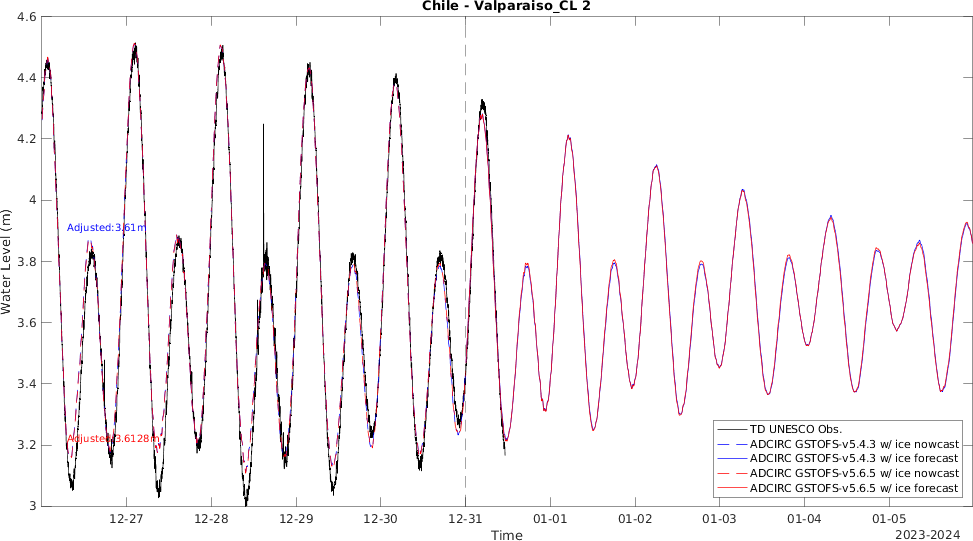 Chile - Valparaiso_CL 2
4.6
4.4
4.2
4
3.8
3.6
3.4
3.2
3
Water Level (m)
Adjusted:3.61m
Adjusted:3.6128m
TD UNESCO Obs.
ADCIRC GSTOFS-v5.4.3 w/ ice nowcast
ADCIRC GSTOFS-v5.4.3 w/ ice forecast
ADCIRC GSTOFS-v5.6.5 w/ ice nowcast
ADCIRC GSTOFS-v5.6.5 w/ ice forecast
12-27 12-28 12-29 12-30 12-31 01-01 01-02 01-03 01-04 01-05
Time
2023-2024